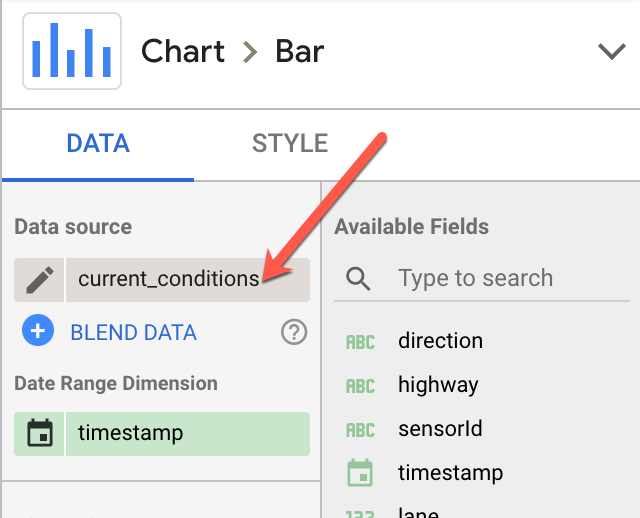 Chart > Bar
DATA
STYLE
Data source
current_conditions
BLEND DATA
?
Date Range Dimension
timestamp
Available Fields
Type to search
ABC direction
ABC highway
ABC sensorId
timestamp
123 lane